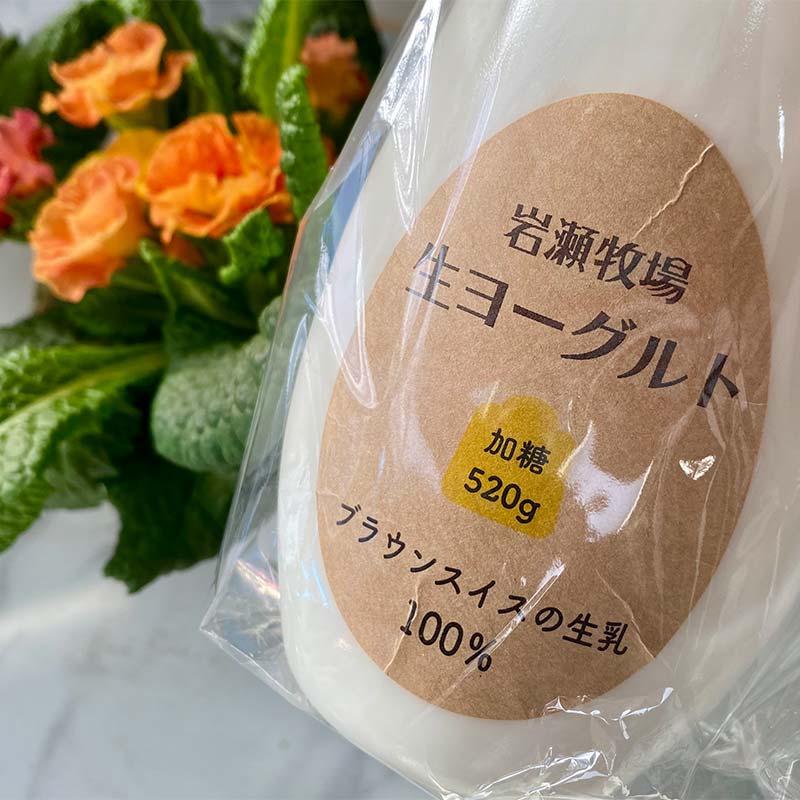 岩瀬牧場
生ヨーグルト
加糖
520g
ブラウンスイスの生乳
100%